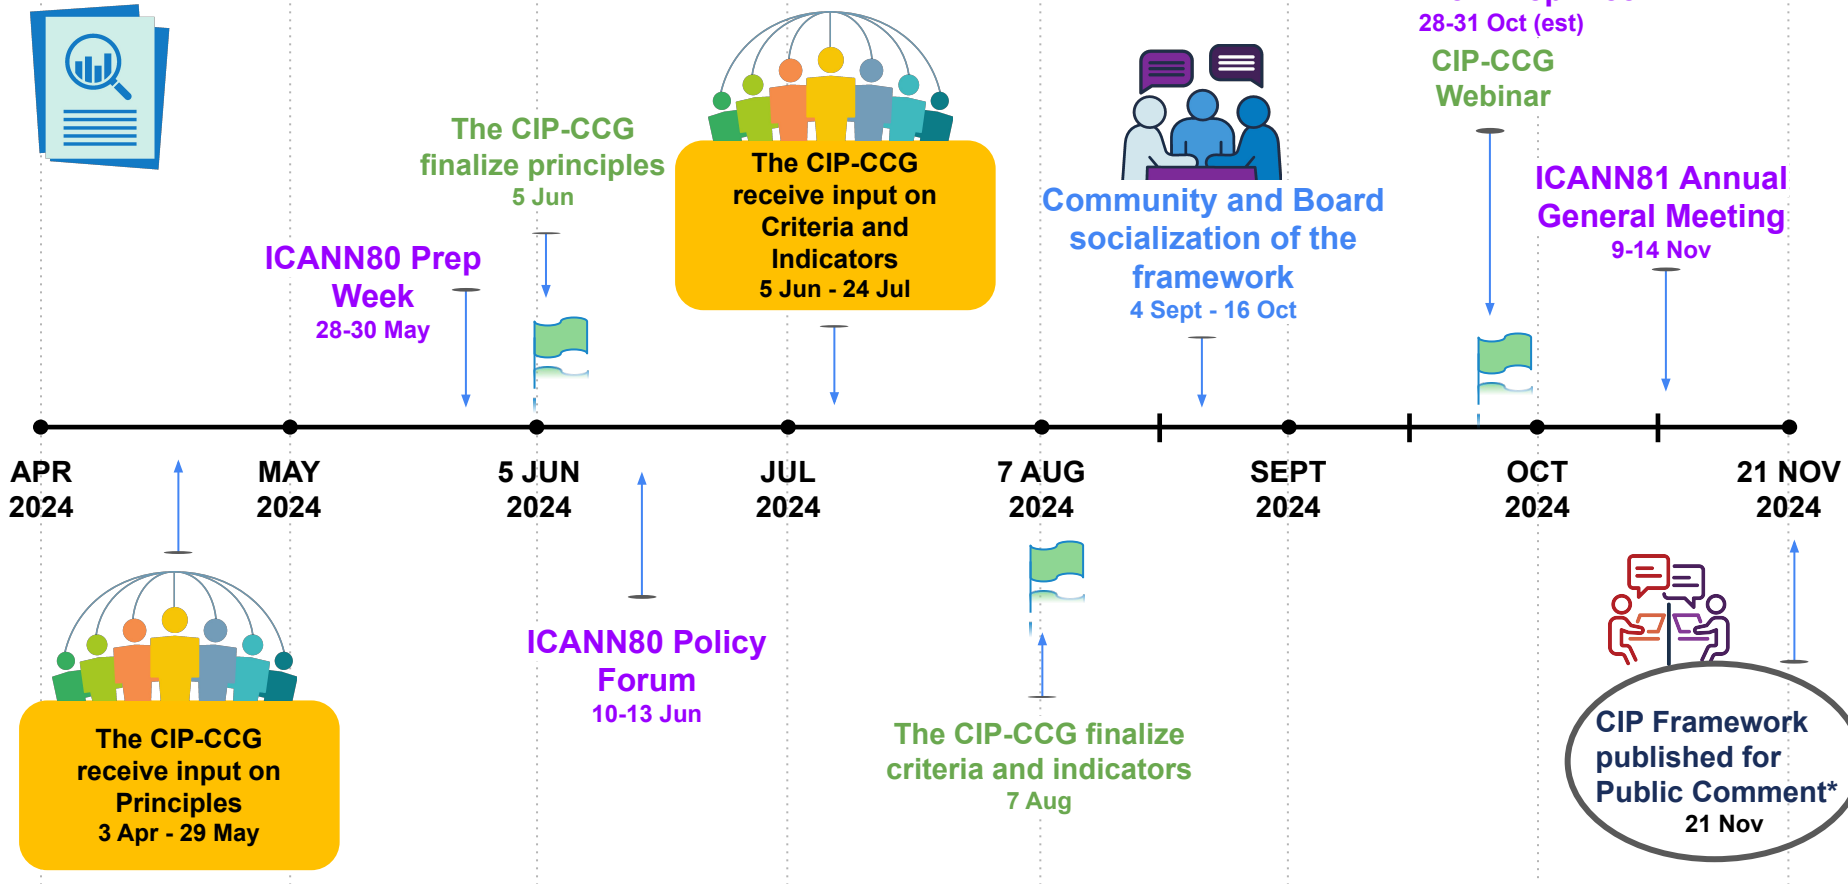 28-31 Oct (est)
CIP-CCG
Webinar
The CIP-CCG
finalize principles
5 Jun
The CIP-CCG
receive input on
Criteria and
Indicators
5 Jun - 24 Jul
ICANN81 Annual
General Meeting
9-14 Nov
Community and Board
socialization of the
framework
4 Sept - 16 Oct
ICANN80 Prep
Week
28-30 May
APR
2024
MAY
2024
5 JUN
2024
JUL
2024
7 AUG
2024
SEPT
2024
OCT
2024
21 NOV
2024
ICANN80 Policy
Forum
10-13 Jun
The CIP-CCG
receive input on
Principles
3 Apr - 29 May
The CIP-CCG finalize
criteria and indicators
7 Aug
CIP Framework
published for
Public Comment*
21 Nov